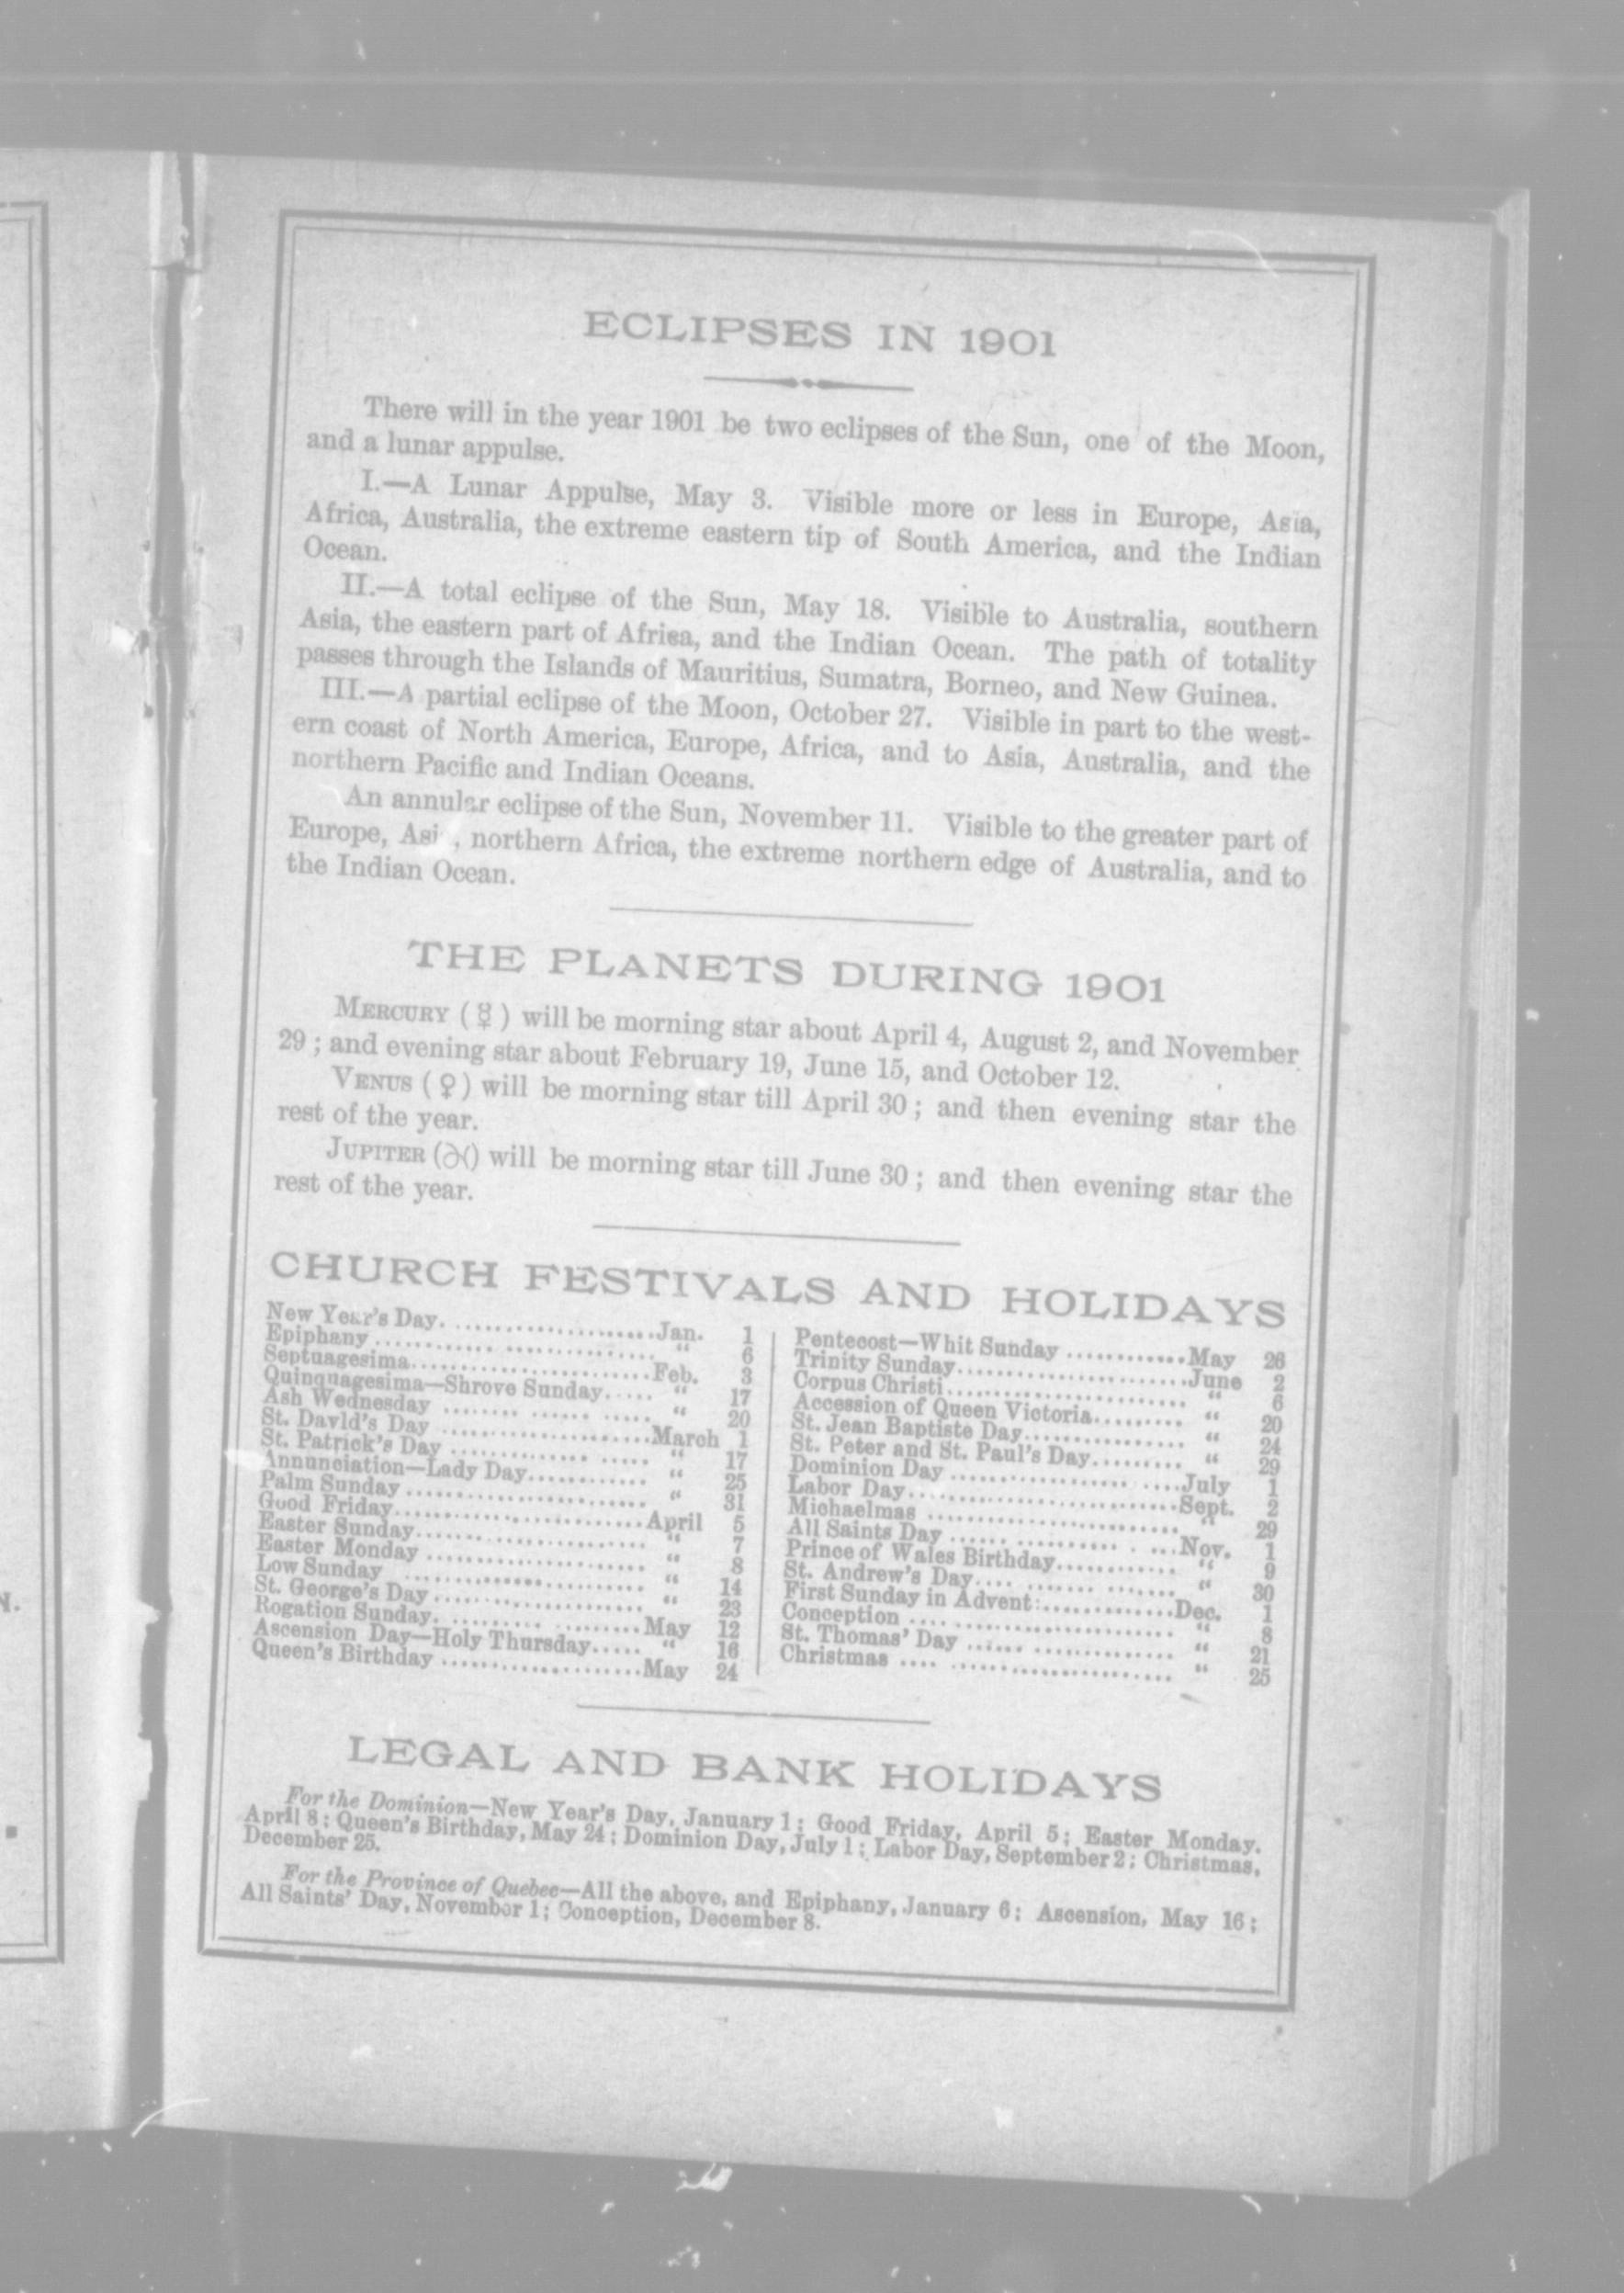 ECLIPSES IN 1901
There will in the year 1901 be two eclipses of the Sun, one of the Moon,
and a lunar appulse.
I.—A Lunar Appulse, May 3. Visible more or less in Europe, Asia,
Africa, Australia, the extreme eastern tip of South America, and the Indian
Ocean.
II.—A total eclipse of the Sun, May 18. Visible to Australia, southern
Asia, the eastern part of Africa, and the Indian Ocean. The path of totality
passes through the Islands of Mauritius, Sumatra, Borneo, and New Guinea.
III.—A partial eclipse of the Moon, October 27. Visible in part to the west-
ern coast of North America, Europe, Africa, and to Asia, Australia, and the
northern Pacific and Indian Oceans.
An annular eclipse of the Sun, November 11. Visible to the greater part of
Europe, Asi , northern Africa, the extreme northern edge of Australia, and to
the Indian Ocean.
THE PLANETS DURING 1901
MERCURY (☿) will be morning star about April 4, August 2, and November
29; and evening star about February 19, June 15, and October 12.
VENUS (♀) will be morning star till April 30; and then evening star the
rest of the year.
JUPITER (♃) will be morning star till June 30; and then evening star the
rest of the year.
CHURCH FESTIVALS AND HOLIDAYS
New Year's Day.....Jan. 1
Epiphany..... " 6
Septuagesima.....Feb. 3
Quinquagesima—Shrove Sunday..... " 17
Ash Wednesday..... " 20
St. David's Day.....March 1
St. Patrick's Day..... " 17
Annunciation—Lady Day..... " 25
Palm Sunday..... " 31
Good Friday.....April 5
Easter Sunday..... " 7
Easter Monday..... " 8
Low Sunday..... " 14
St. George's Day..... " 23
Rogation Sunday.....May 12
Ascension Day—Holy Thursday..... " 16
Queen's Birthday.....May 24
Pentecost—Whit Sunday.....May 26
Trinity Sunday.....June 2
Corpus Christi..... " 6
Accession of Queen Victoria..... " 20
St. Jean Baptiste Day..... " 24
St. Peter and St. Paul's Day..... " 29
Dominion Day.....July 1
Labor Day.....Sept. 2
Michaelmas..... " 29
All Saints Day.....Nov. 1
Prince of Wales Birthday..... " 9
St. Andrew's Day..... " 30
First Sunday in Advent.....Dec. 1
Conception..... " 8
St. Thomas' Day..... " 21
Christmas..... " 25
LEGAL AND BANK HOLIDAYS
For the Dominion—New Year's Day, January 1; Good Friday, April 5; Easter Monday.
April 8; Queen's Birthday, May 24; Dominion Day, July 1; Labor Day, September 2; Christmas,
December 25.
For the Province of Quebec—All the above, and Epiphany, January 6; Ascension, May 16;
All Saints' Day, November 1; Conception, December 8.
N.